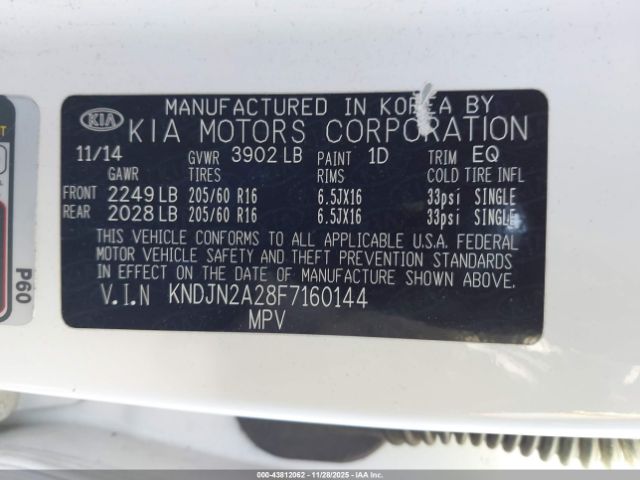 MANUFACTURED IN KOREA BY
KIA KIA MOTORS CORPORATION
11/14 GVWR 3902 LB PAINT 1D TRIM EQ
GAWR TIRES RIMS COLD TIRE INFL
FRONT 2249 LB 205/60 R16 6.5JX16 33psi SINGLE
REAR 2028 LB 205/60 R16 6.5JX16 33psi SINGLE
THIS VEHICLE CONFORMS TO ALL APPLICABLE U.S.A. FEDERAL
MOTOR VEHICLE SAFETY AND THEFT PREVENTION STANDARDS
IN EFFECT ON THE DATE OF MANUFACTURE SHOWN ABOVE.
V.I.N KNDJN2A28F7160144
MPV
P60
000-43812062 - 11/28/2025 - COPYRIGHT IAA, LLC